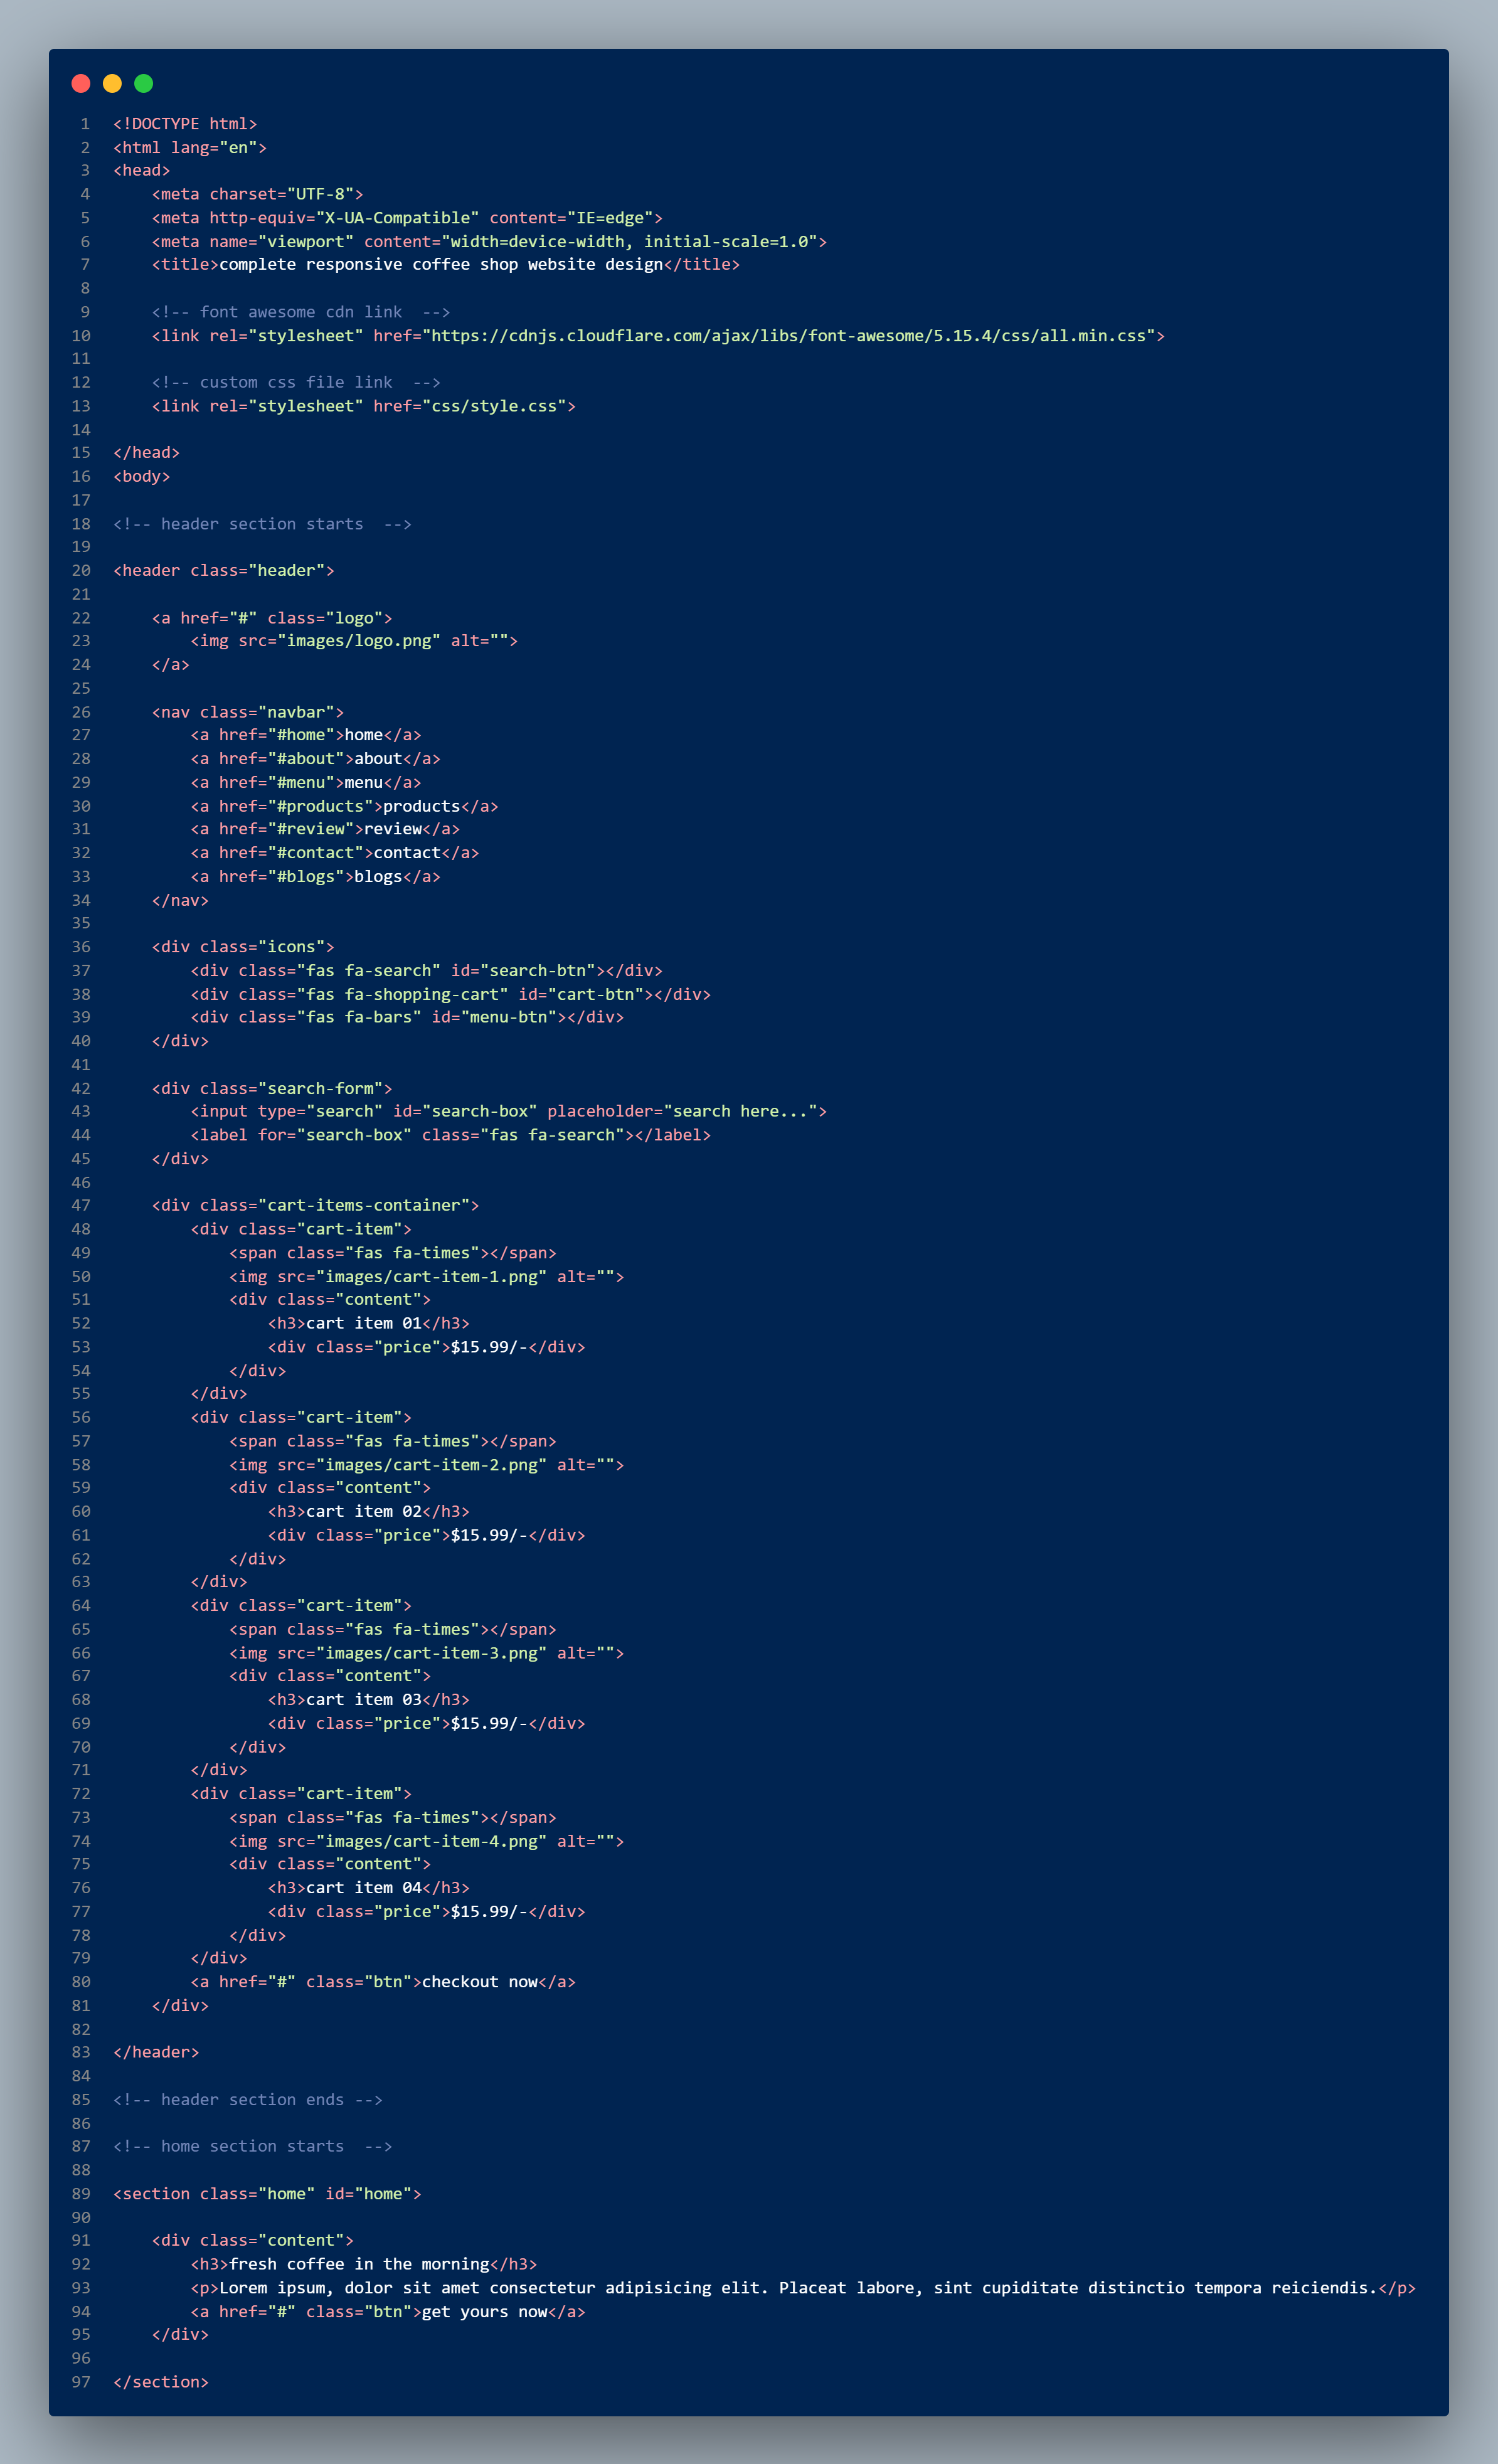 1 <!DOCTYPE html>
2 <html lang="en">
3 <head>
4     <meta charset="UTF-8">
5     <meta http-equiv="X-UA-Compatible" content="IE=edge">
6     <meta name="viewport" content="width=device-width, initial-scale=1.0">
7     <title>complete responsive coffee shop website design</title>
8
9     <!-- font awesome cdn link  -->
10     <link rel="stylesheet" href="https://cdnjs.cloudflare.com/ajax/libs/font-awesome/5.15.4/css/all.min.css">
11
12     <!-- custom css file link  -->
13     <link rel="stylesheet" href="css/style.css">
14
15 </head>
16 <body>
17
18 <!-- header section starts  -->
19
20 <header class="header">
21
22     <a href="#" class="logo">
23         <img src="images/logo.png" alt="">
24     </a>
25
26     <nav class="navbar">
27         <a href="#home">home</a>
28         <a href="#about">about</a>
29         <a href="#menu">menu</a>
30         <a href="#products">products</a>
31         <a href="#review">review</a>
32         <a href="#contact">contact</a>
33         <a href="#blogs">blogs</a>
34     </nav>
35
36     <div class="icons">
37         <div class="fas fa-search" id="search-btn"></div>
38         <div class="fas fa-shopping-cart" id="cart-btn"></div>
39         <div class="fas fa-bars" id="menu-btn"></div>
40     </div>
41
42     <div class="search-form">
43         <input type="search" id="search-box" placeholder="search here...">
44         <label for="search-box" class="fas fa-search"></label>
45     </div>
46
47     <div class="cart-items-container">
48         <div class="cart-item">
49             <span class="fas fa-times"></span>
50             <img src="images/cart-item-1.png" alt="">
51             <div class="content">
52                 <h3>cart item 01</h3>
53                 <div class="price">$15.99/-</div>
54             </div>
55         </div>
56         <div class="cart-item">
57             <span class="fas fa-times"></span>
58             <img src="images/cart-item-2.png" alt="">
59             <div class="content">
60                 <h3>cart item 02</h3>
61                 <div class="price">$15.99/-</div>
62             </div>
63         </div>
64         <div class="cart-item">
65             <span class="fas fa-times"></span>
66             <img src="images/cart-item-3.png" alt="">
67             <div class="content">
68                 <h3>cart item 03</h3>
69                 <div class="price">$15.99/-</div>
70             </div>
71         </div>
72         <div class="cart-item">
73             <span class="fas fa-times"></span>
74             <img src="images/cart-item-4.png" alt="">
75             <div class="content">
76                 <h3>cart item 04</h3>
77                 <div class="price">$15.99/-</div>
78             </div>
79         </div>
80         <a href="#" class="btn">checkout now</a>
81     </div>
82
83 </header>
84
85 <!-- header section ends -->
86
87 <!-- home section starts  -->
88
89 <section class="home" id="home">
90
91     <div class="content">
92         <h3>fresh coffee in the morning</h3>
93         <p>Lorem ipsum, dolor sit amet consectetur adipisicing elit. Placeat labore, sint cupiditate distinctio tempora reiciendis.</p>
94         <a href="#" class="btn">get yours now</a>
95     </div>
96
97 </section>